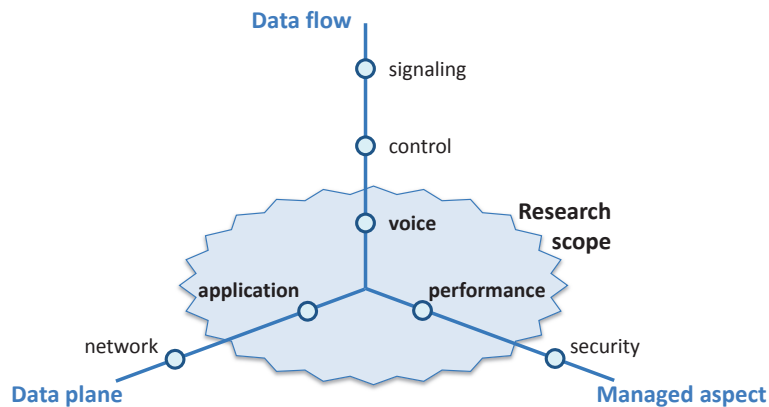 Data flow
signaling
control
voice
Research
scope
application
performance
network
security
Data plane
Managed aspect